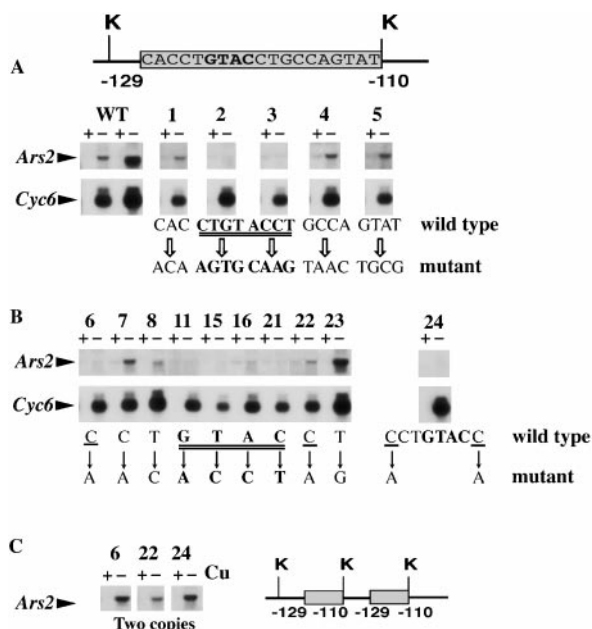 K K
CACCTGTACCTGCCAGTAT
-129 -110
A
WT 1 2 3 4 5
+ - + - + - + - + - + - + -
Ars2
Cyc6
CAC CTGT ACCT GCCA GTAT wild type
ACA AGTG CAAG TAAC TGCG mutant
B
6 7 8 11 15 16 21 22 23 24
+ - + - + - + - + - + - + - + - + - + -
Ars2
Cyc6
C C T G T A C C T CCTGTACC wild type
A A C A C C T A G A A mutant
C
6 22 24
+ - + - + - Cu
Ars2
Two copies
K K K
-129 -110 -129 -110